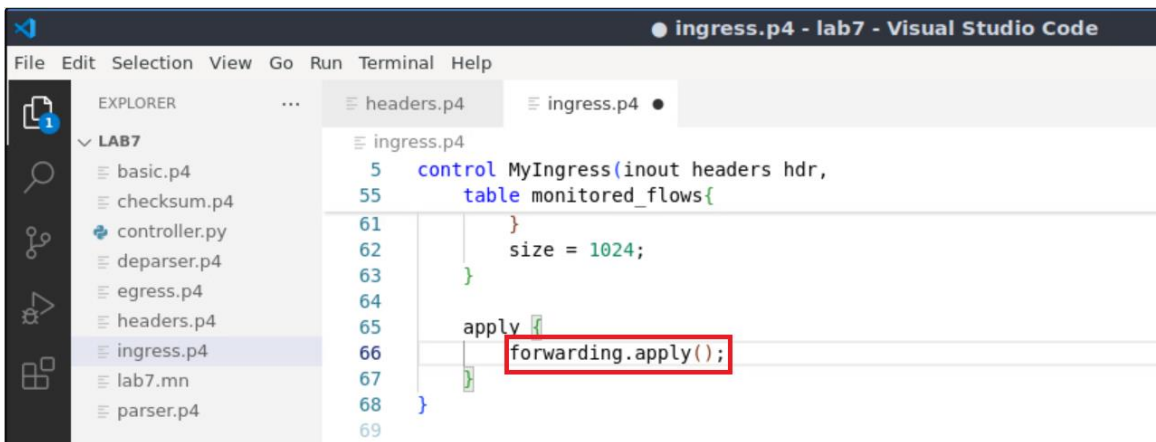 ● ingress.p4 - lab7 - Visual Studio Code
File Edit Selection View Go Run Terminal Help
1
EXPLORER ...
LAB7
basic.p4
checksum.p4
controller.py
deparser.p4
egress.p4
headers.p4
ingress.p4
lab7.mn
parser.p4
headers.p4 ingress.p4 ●
ingress.p4
5 control MyIngress(inout headers hdr,
55 table monitored_flows{
61 }
62 size = 1024;
63 }
64
65 apply {
66 forwarding.apply();
67 }
68 }
69